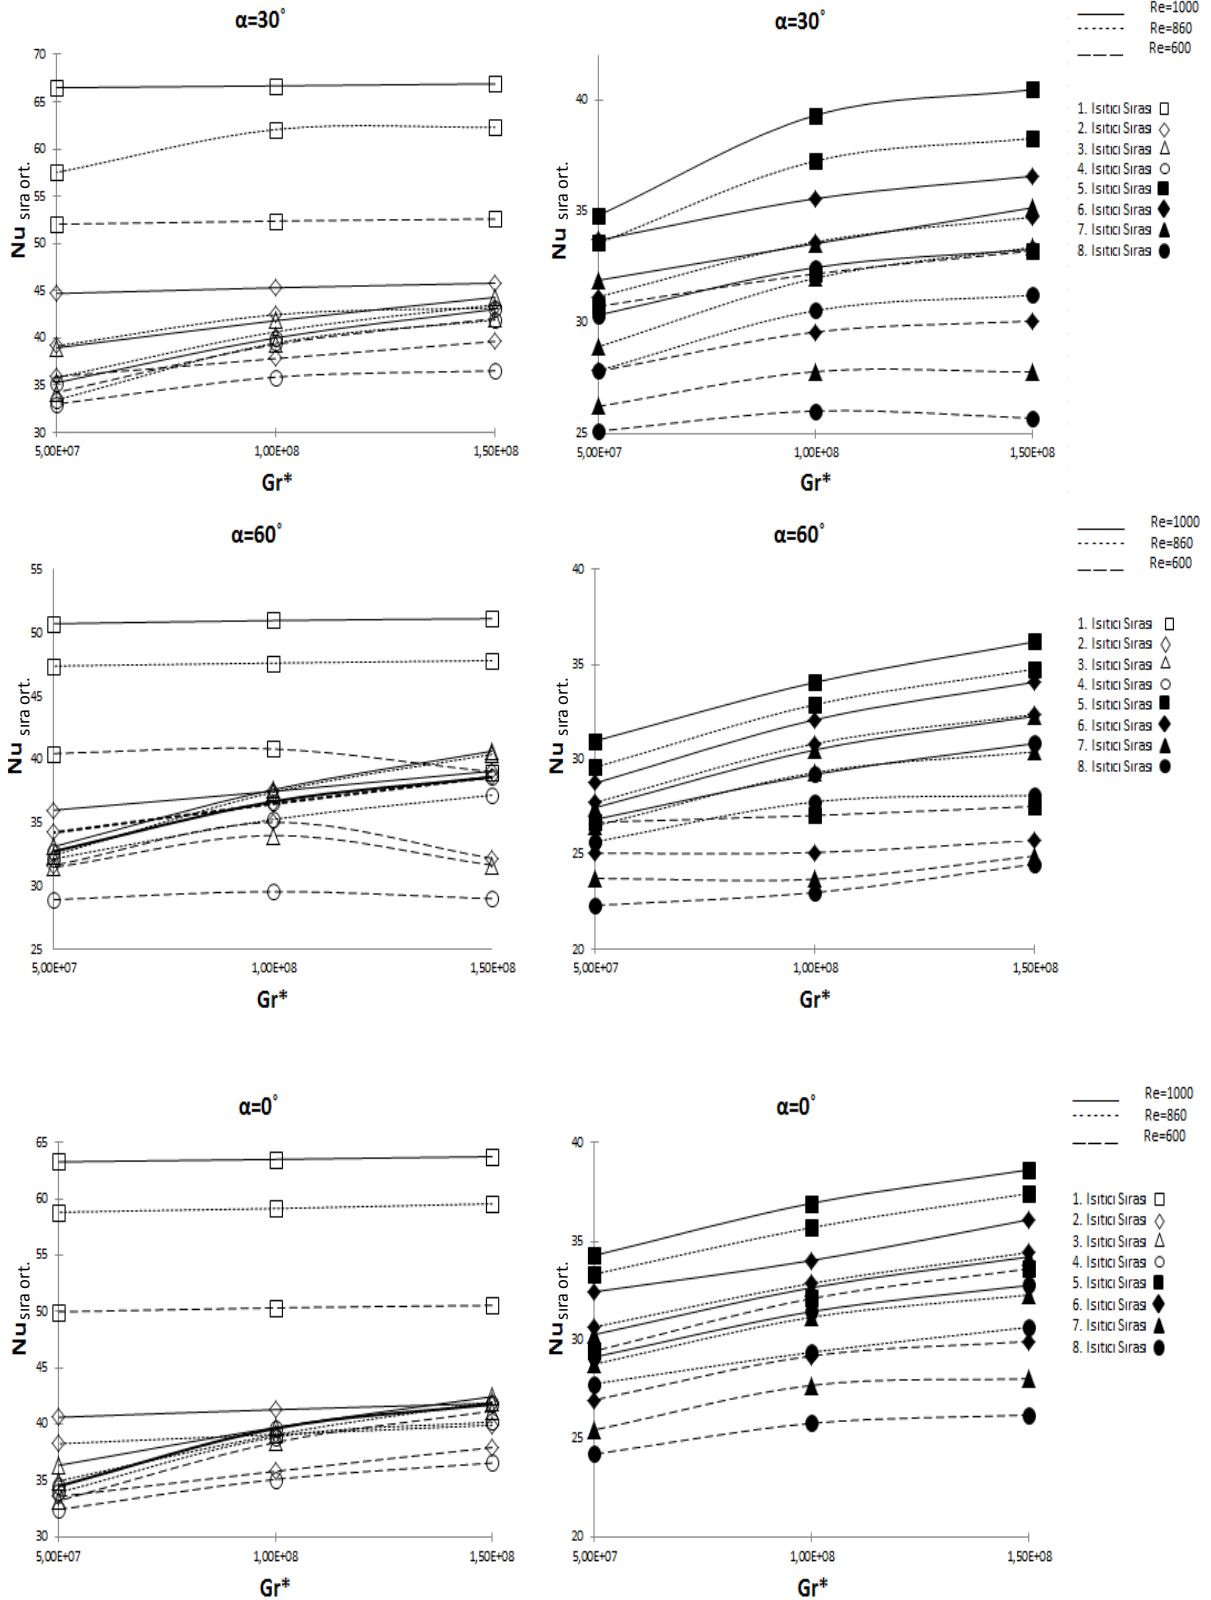 α=30°
α=30°
Re=1000
Re=860
Re=600
70
65
60
55
50
45
40
35
30
Nu sıra ort.
5,00E+07
1,00E+08
1,50E+08
Gr*
40
35
30
25
Nu sıra ort.
5,00E+07
1,00E+08
1,50E+08
Gr*
1. Isıtıcı Sırası
2. Isıtıcı Sırası
3. Isıtıcı Sırası
4. Isıtıcı Sırası
5. Isıtıcı Sırası
6. Isıtıcı Sırası
7. Isıtıcı Sırası
8. Isıtıcı Sırası
α=60°
α=60°
Re=1000
Re=860
Re=600
55
50
45
40
35
30
25
Nu sıra ort.
5,00E+07
1,00E+08
1,50E+08
Gr*
40
35
30
25
20
Nu sıra ort.
5,00E+07
1,00E+08
1,50E+08
Gr*
1. Isıtıcı Sırası
2. Isıtıcı Sırası
3. Isıtıcı Sırası
4. Isıtıcı Sırası
5. Isıtıcı Sırası
6. Isıtıcı Sırası
7. Isıtıcı Sırası
8. Isıtıcı Sırası
α=0°
α=0°
Re=1000
Re=860
Re=600
65
60
55
50
45
40
35
30
Nu sıra ort.
5,00E+07
1,00E+08
1,50E+08
Gr*
40
35
30
25
20
Nu sıra ort.
5,00E+07
1,00E+08
1,50E+08
Gr*
1. Isıtıcı Sırası
2. Isıtıcı Sırası
3. Isıtıcı Sırası
4. Isıtıcı Sırası
5. Isıtıcı Sırası
6. Isıtıcı Sırası
7. Isıtıcı Sırası
8. Isıtıcı Sırası